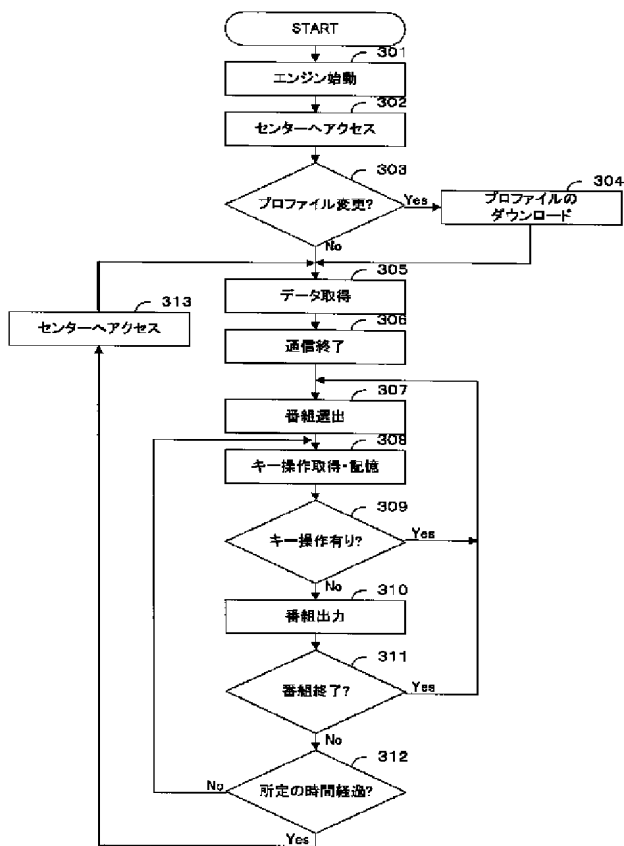 START
301
エンジン始動
302
センターへアクセス
303
プロファイル変更?
Yes
304
プロファイルの
ダウンロード
No
305
データ取得
313
センターへアクセス
306
通信終了
307
番組選出
308
キー操作取得・記憶
309
キー操作有り?
Yes
No
310
番組出力
311
番組終了?
Yes
No
312
所定の時間経過?
No
Yes